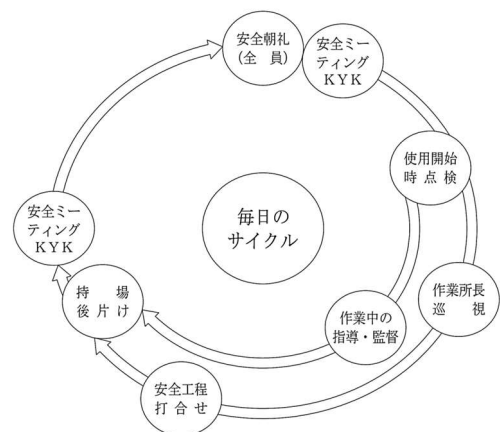 安全朝礼
(全　員)
安全ミー
ティング
ＫＹＫ
使用開始
時 点 検
作業所長
巡　　視
作業中の
指導・監督
安全工程
打 合 せ
持　　場
後 片 け
安全ミー
ティング
ＫＹＫ
毎日の
サイクル